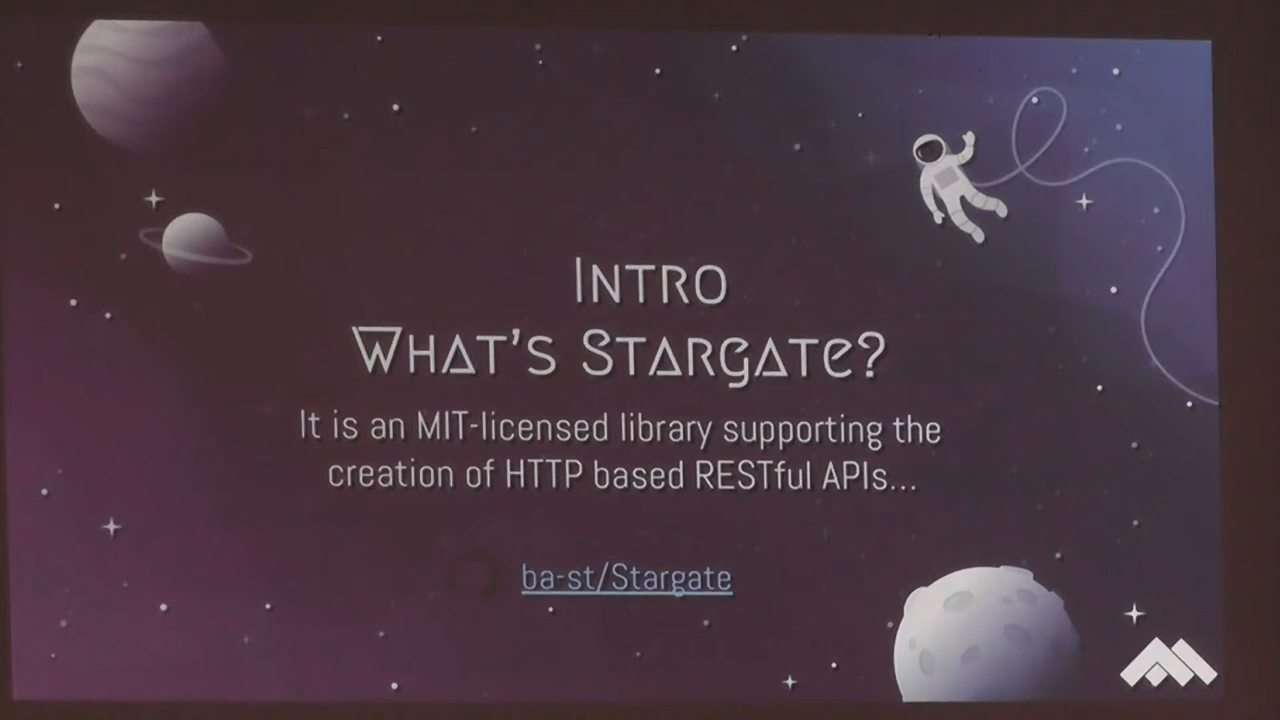 Intro
What's Stargate?
It is an MIT-licensed library supporting the
creation of HTTP based RESTful APIs...
ba-st/Stargate